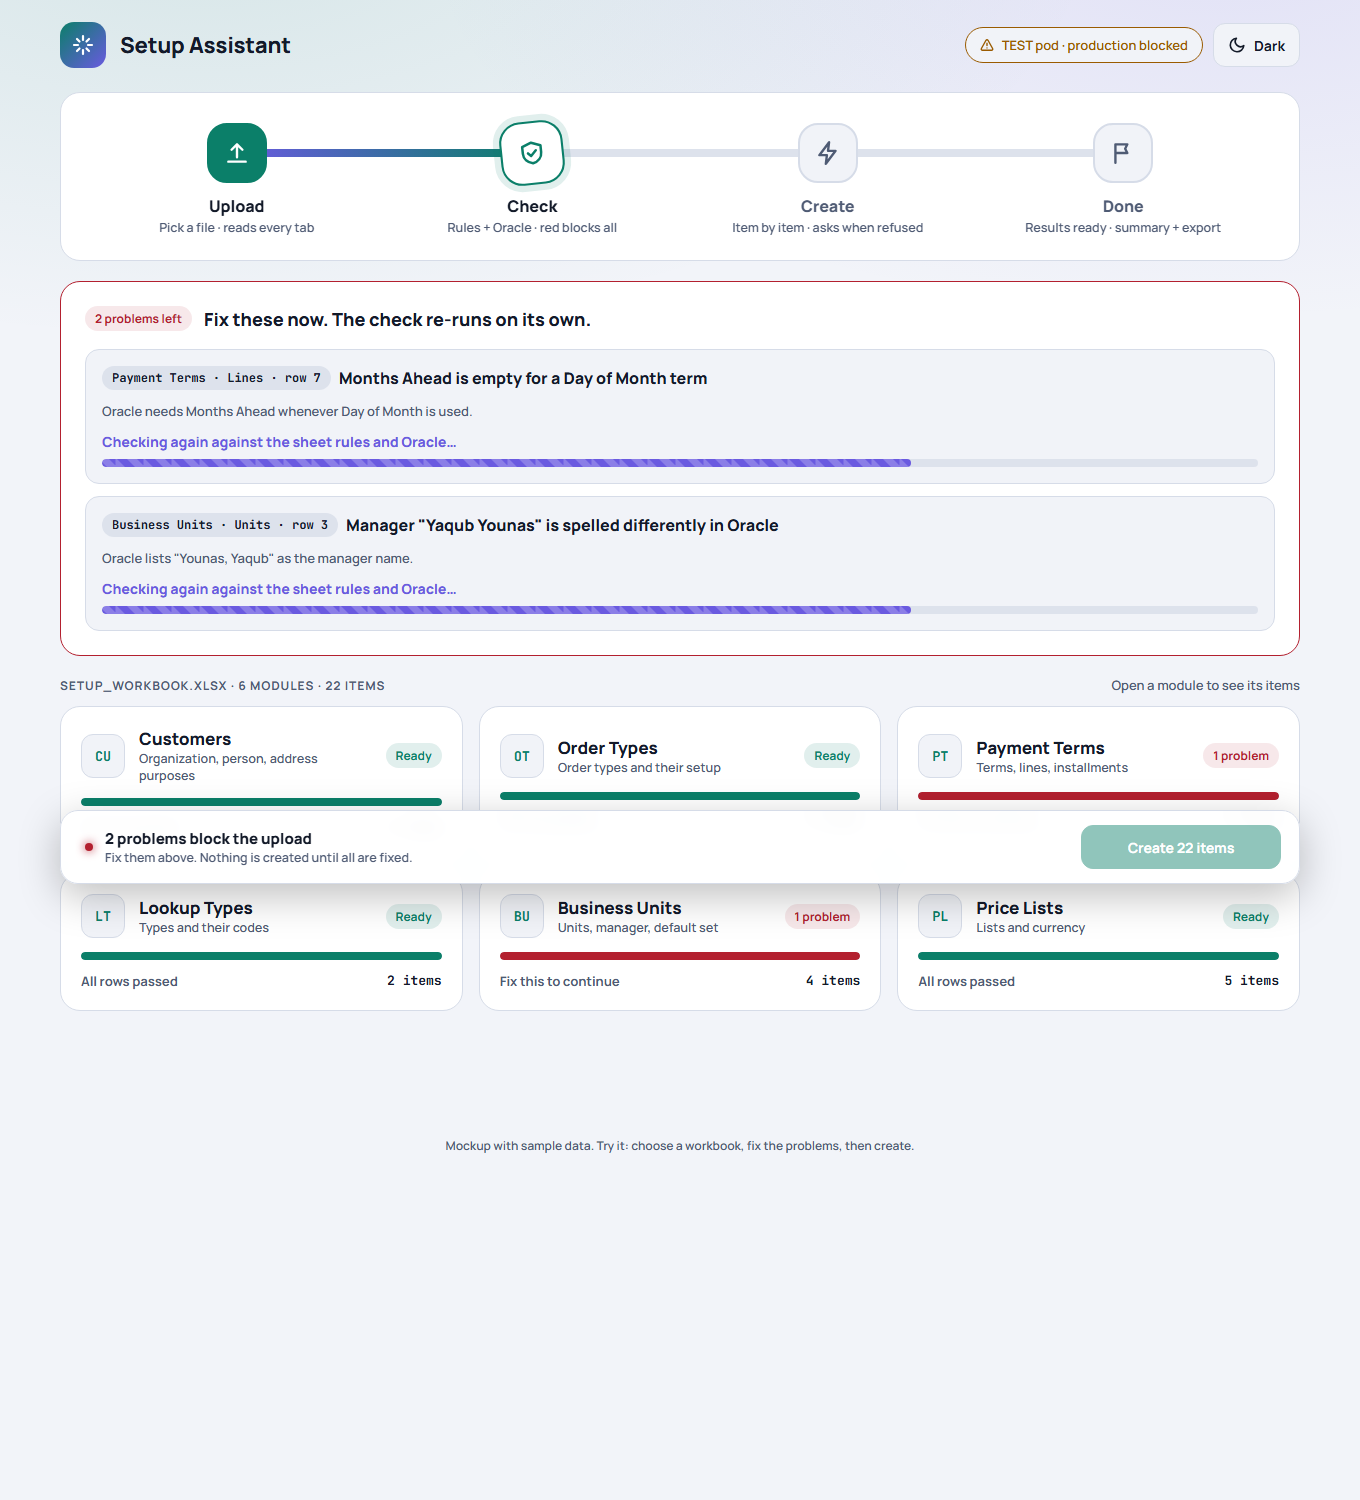 Setup Assistant
TEST pod · production blocked
Dark
Upload
Pick a file · reads every tab
Check
Rules + Oracle · red blocks all
Create
Item by item · asks when refused
Done
Results ready · summary + export
2 problems left
Fix these now. The check re-runs on its own.
Payment Terms · Lines · row 7
Months Ahead is empty for a Day of Month term
Oracle needs Months Ahead whenever Day of Month is used.
Checking again against the sheet rules and Oracle…
Business Units · Units · row 3
Manager "Yaqub Younas" is spelled differently in Oracle
Oracle lists "Younas, Yaqub" as the manager name.
Checking again against the sheet rules and Oracle…
SETUP_WORKBOOK.XLSX · 6 MODULES · 22 ITEMS
Open a module to see its items
CU
Customers
Organization, person, address
purposes
Ready
OT
Order Types
Order types and their setup
Ready
PT
Payment Terms
Terms, lines, installments
1 problem
2 problems block the upload
Fix them above. Nothing is created until all are fixed.
Create 22 items
LT
Lookup Types
Types and their codes
Ready
All rows passed
2 items
BU
Business Units
Units, manager, default set
1 problem
Fix this to continue
4 items
PL
Price Lists
Lists and currency
Ready
All rows passed
5 items
Mockup with sample data. Try it: choose a workbook, fix the problems, then create.